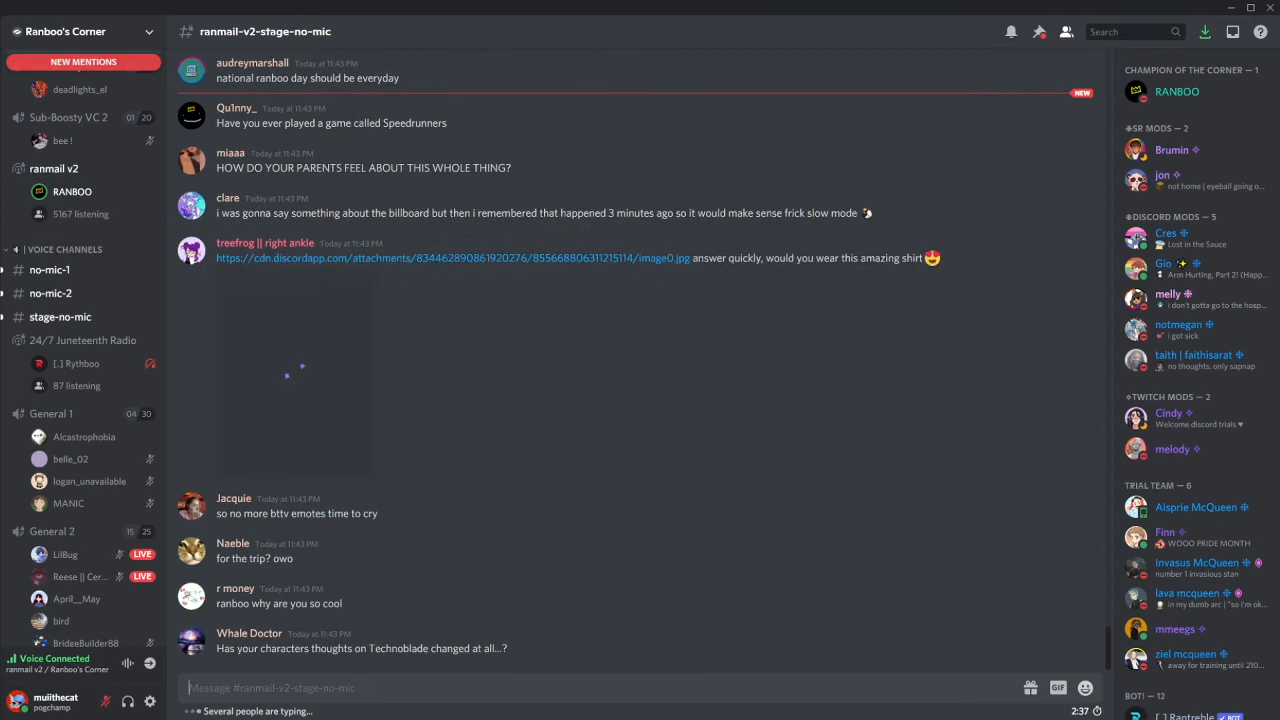 Ranboo's Corner
NEW MENTIONS
deadlights_el
Sub-Boosty VC 2 01 20
bee !
ranmail v2
RANBOO
5167 listening
VOICE CHANNELS
no-mic-1
no-mic-2
stage-no-mic
24/7 Juneteenth Radio
[.] Rythboo
87 listening
General 1 04 30
Alcastrophobia
belle_02
logan_unavailable
MANIC
General 2 15 25
LilBug LIVE
Reese || Cer... LIVE
April__May
bird
BridgeBuilder88
Voice Connected
ranmail v2 / Ranboo's Corner
muiithecat
pogchamp
ranmail-v2-stage-no-mic
Search
audreymarshall Today at 11:43 PM
national ranboo day should be everyday
NEW
Qu1nny_ Today at 11:43 PM
Have you ever played a game called Speedrunners
miaaa Today at 11:43 PM
HOW DO YOUR PARENTS FEEL ABOUT THIS WHOLE THING?
clare Today at 11:43 PM
i was gonna say something about the billboard but then i remembered that happened 3 minutes ago so it would make sense frick slow mode
treefrog || right ankle Today at 11:43 PM
https://cdn.discordapp.com/attachments/834462890861920276/855668806311215114/image0.jpg answer quickly, would you wear this amazing shirt 😍
Jacquie Today at 11:43 PM
so no more bttv emotes time to cry
Naeble Today at 11:43 PM
for the trip? owo
r money Today at 11:43 PM
ranboo why are you so cool
Whale Doctor Today at 11:43 PM
Has your characters thoughts on Technoblade changed at all...?
Message #ranmail-v2-stage-no-mic
GIF
Several people are typing...
2:37
CHAMPION OF THE CORNER — 1
RANBOO
❉SR MODS — 2
Brumin ✧
jon ✧
not home | eyeball going o...
❉DISCORD MODS — 5
Cres ❉
Lost in the Sauce
Gio ✨ ❉
Arm Hurting, Part 2! (Hap...
melly ❉
i don't gotta go to the hosp...
notmegan ❉
i got sick
taith | faithisarat ❉
no thoughts. only sapnap
✧TWITCH MODS — 2
Cindy ✧
Welcome discord trials ♥
melody ✧
TRIAL TEAM — 6
Aisprie McQueen ❉
Finn ✧
WOOO PRIDE MONTH
Invasus McQueen ❉
number 1 invasious stan
lava mcqueen ❉
in my dumb arc | "so i'm ok...
mmeegs ✧
ziel mcqueen ❉
away for training until 210...
BOT! — 12
[ ] Rantreble ✓BOT